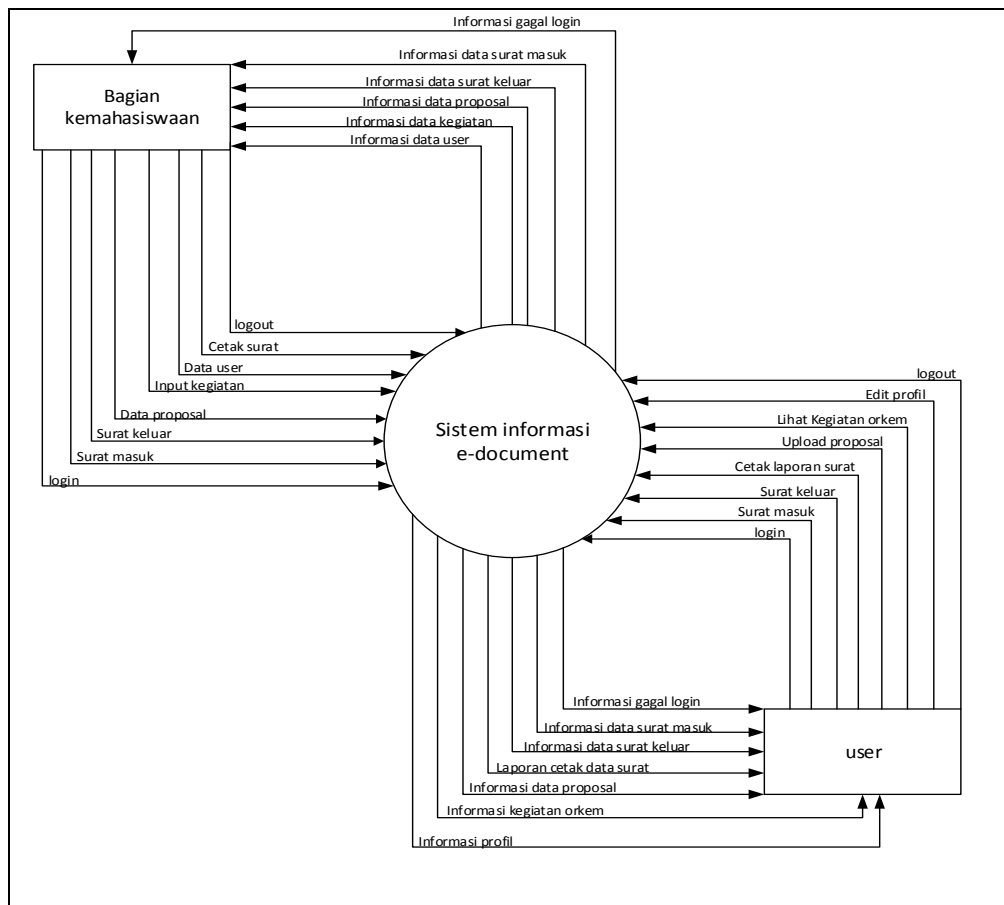 Informasi gagal login
Informasi data surat masuk
Informasi data surat keluar
Informasi data proposal
Informasi data kegiatan
Informasi data user
Bagian
kemahasiswaan
logout
Cetak surat
Data user
Input kegiatan
Data proposal
Surat keluar
Surat masuk
login
Sistem informasi
e-document
logout
Edit profil
Lihat Kegiatan orkem
Upload proposal
Cetak laporan surat
Surat keluar
Surat masuk
login
Informasi gagal login
Informasi data surat masuk
Informasi data surat keluar
Laporan cetak data surat
Informasi data proposal
Informasi kegiatan orkem
Informasi profil
user